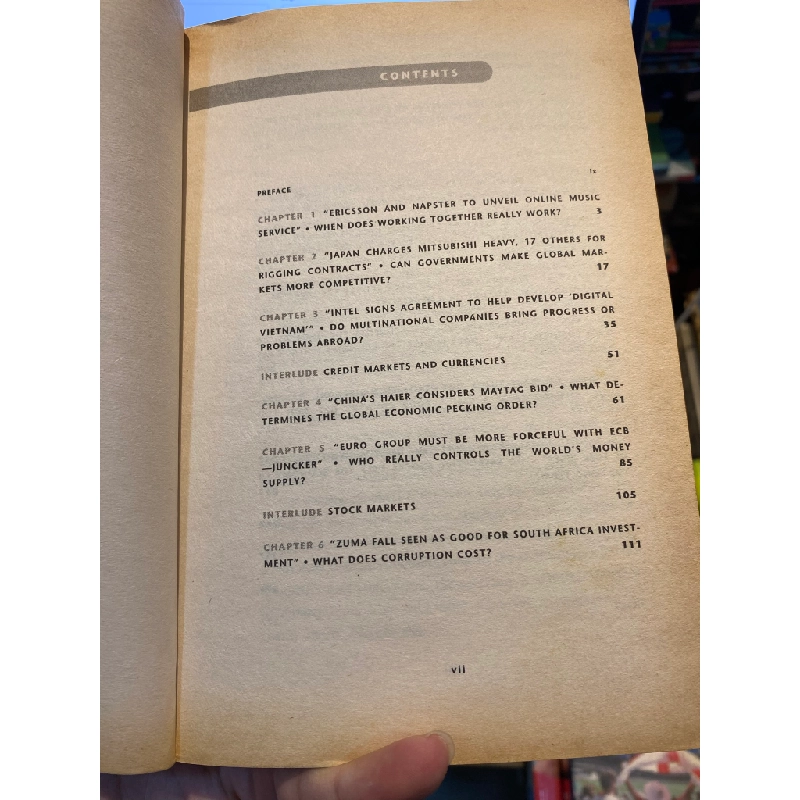 CONTENTS
PREFACE ix
CHAPTER 1 "ERICSSON AND NAPSTER TO UNVEIL ONLINE MUSIC
SERVICE" • WHEN DOES WORKING TOGETHER REALLY WORK? 3
CHAPTER 2 "JAPAN CHARGES MITSUBISHI HEAVY, 17 OTHERS FOR
RIGGING CONTRACTS" • CAN GOVERNMENTS MAKE GLOBAL MAR-
KETS MORE COMPETITIVE? 17
CHAPTER 3 "INTEL SIGNS AGREEMENT TO HELP DEVELOP 'DIGITAL
VIETNAM'" • DO MULTINATIONAL COMPANIES BRING PROGRESS OR
PROBLEMS ABROAD? 35
INTERLUDE CREDIT MARKETS AND CURRENCIES 51
CHAPTER 4 "CHINA'S HAIER CONSIDERS MAYTAG BID" • WHAT DE-
TERMINES THE GLOBAL ECONOMIC PECKING ORDER? 61
CHAPTER 5 "EURO GROUP MUST BE MORE FORCEFUL WITH ECB
—JUNCKER" • WHO REALLY CONTROLS THE WORLD'S MONEY
SUPPLY? 85
INTERLUDE STOCK MARKETS 105
CHAPTER 6 "ZUMA FALL SEEN AS GOOD FOR SOUTH AFRICA INVEST-
MENT" • WHAT DOES CORRUPTION COST? 111
vii